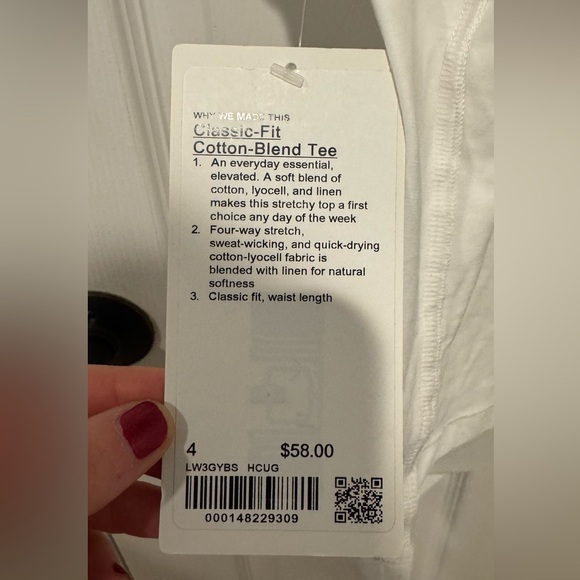 WHY WE MADE THIS
Classic-Fit
Cotton-Blend Tee
1. An everyday essential,
elevated. A soft blend of
cotton, lyocell, and linen
makes this stretchy top a first
choice any day of the week
2. Four-way stretch,
sweat-wicking, and quick-drying
cotton-lyocell fabric is
blended with linen for natural
softness
3. Classic fit, waist length
4 $58.00
LW3GYBS HCUG
000148229309